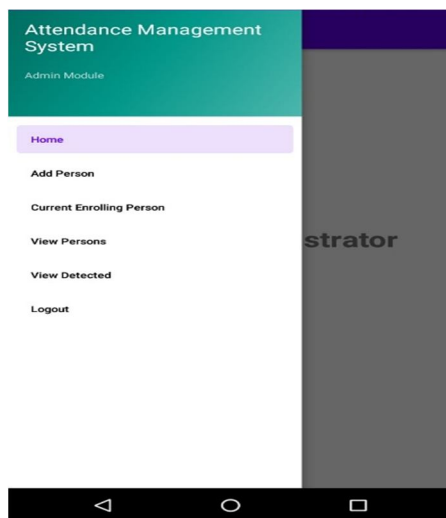 Attendance Management
System
Admin Module
Home
Add Person
Current Enrolling Person
View Persons
View Detected
Logout
strator